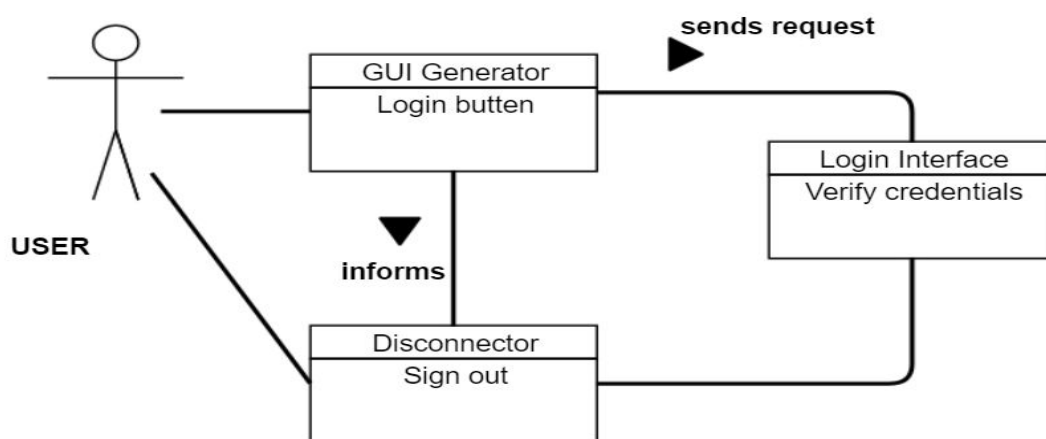 sends request
GUI Generator
Login butten
Login Interface
Verify credentials
USER
informs
Disconnector
Sign out